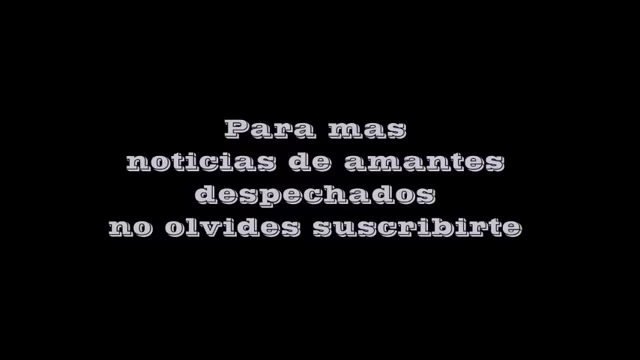 Para mas
noticias de amantes
despechados
no olvides suscribirte